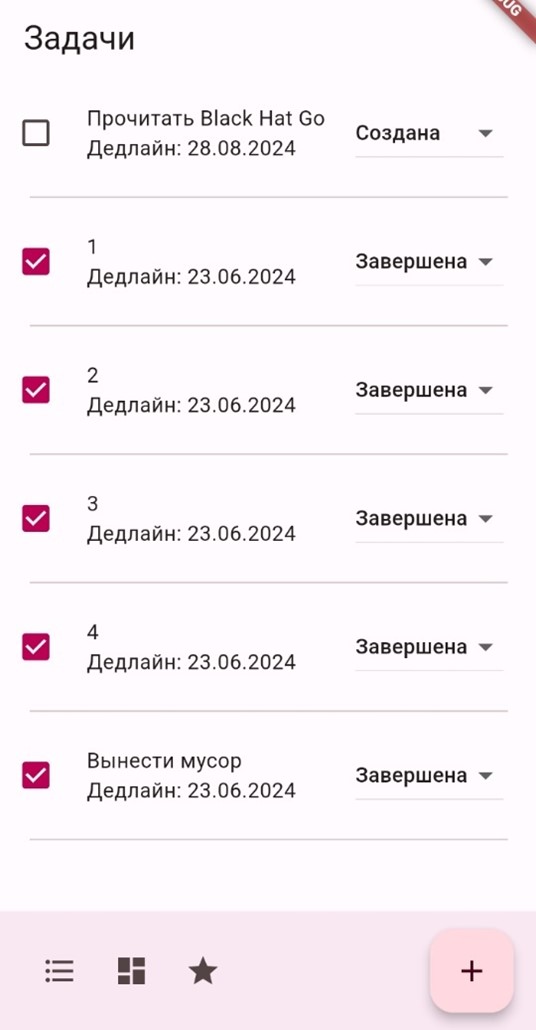 Задачи
Прочитать Black Hat Go
Дедлайн: 28.08.2024
Создана
1
Дедлайн: 23.06.2024
Завершена
2
Дедлайн: 23.06.2024
Завершена
3
Дедлайн: 23.06.2024
Завершена
4
Дедлайн: 23.06.2024
Завершена
Вынести мусор
Дедлайн: 23.06.2024
Завершена